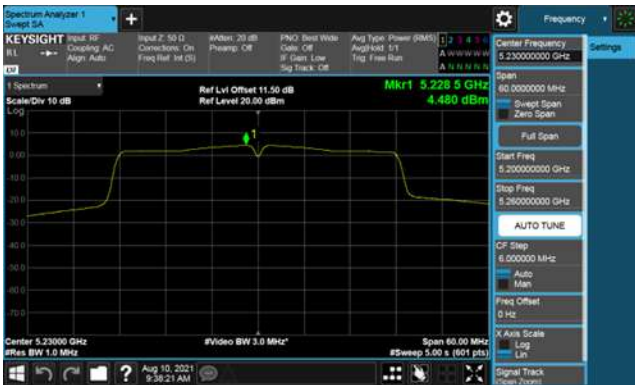 Spectrum Analyzer 1
Swept SA
Frequency
KEYSIGHT
Input: RF
Coupling: AC
Align: Auto
Input Z: 50 Ω
Corrections: On
Freq Ref: Int (S)
#Atten: 20 dB
Preamp: Off
PNO: Best Wide
Gate: Off
IF Gain: Low
Sig Track: Off
Avg Type: Power (RMS)
Avg|Hold: 1/1
Trig: Free Run
1 2 3 4 5 6
A W W W W W
A N N N N N
RL
Center Frequency
5.230000000 GHz
Settings
Span
60.0000000 MHz
Swept Span
Zero Span
Full Span
Start Freq
5.200000000 GHz
Stop Freq
5.260000000 GHz
AUTO TUNE
CF Step
6.000000 MHz
Auto
Man
Freq Offset
0 Hz
X Axis Scale
Log
Lin
Signal Track
(Span Zoom)
1 Spectrum
Scale/Div 10 dB
Log
Ref Lvl Offset 11.50 dB
Ref Level 20.00 dBm
Mkr1 5.228 5 GHz
4.480 dBm
1
10.0
0.00
-10.0
-20.0
-30.0
-40.0
-50.0
-60.0
-70.0
Center 5.23000 GHz
#Res BW 1.0 MHz
#Video BW 3.0 MHz*
Span 60.00 MHz
#Sweep 5.00 s (601 pts)
Aug 10, 2021
9:38:21 AM